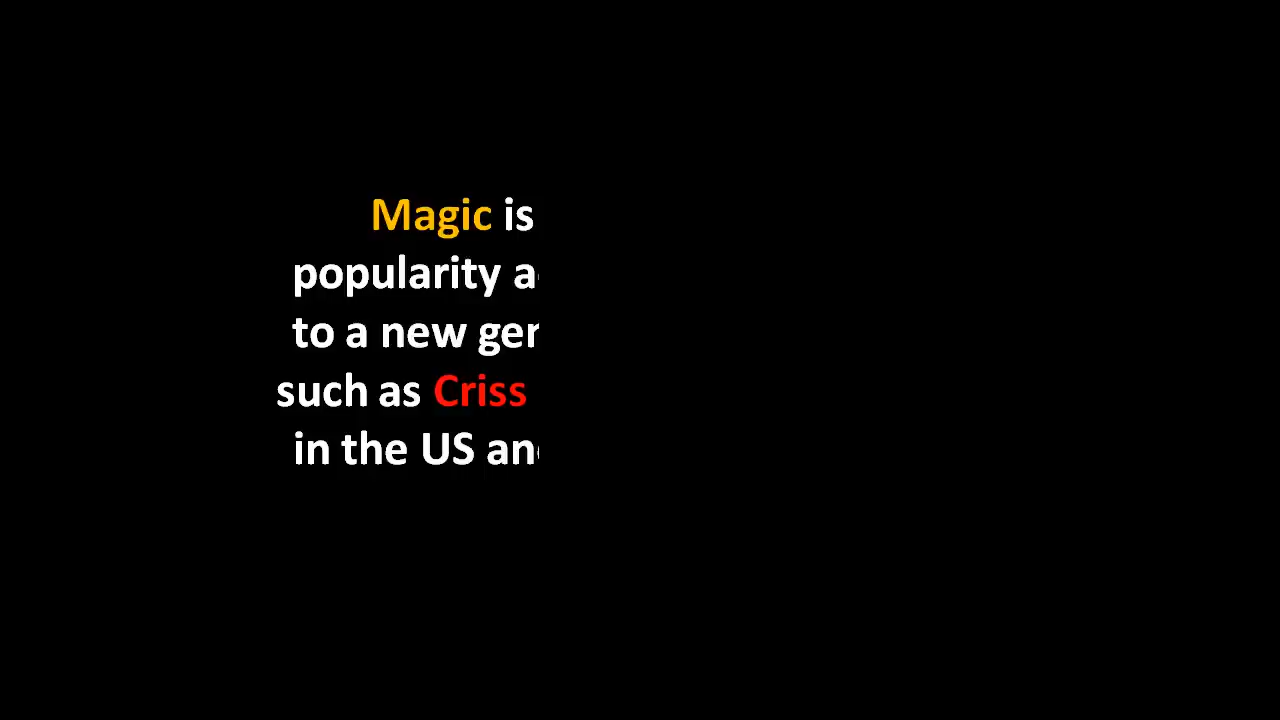 Magic is
popularity
to a new
such as Criss
in the US